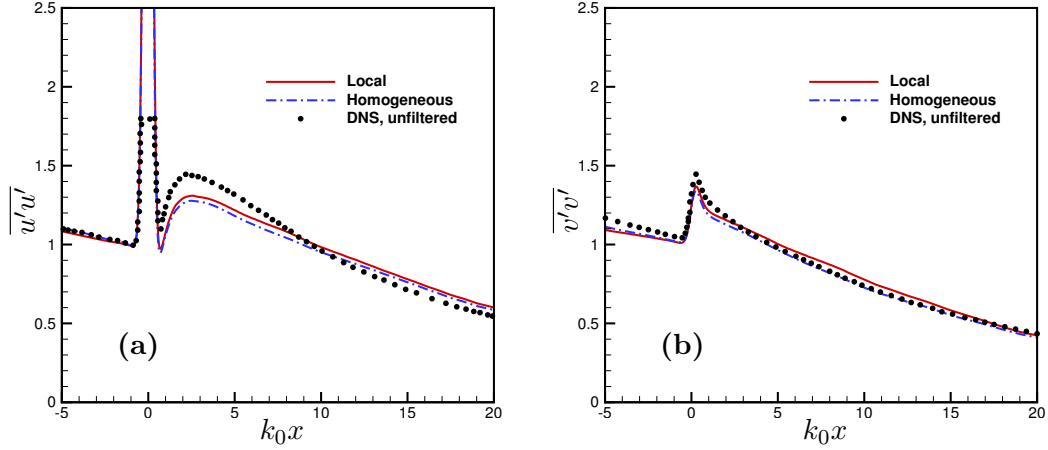 2.5
2
1.5
1
0.5
0
-5 0 5 10 15 20
k₀x
u′u′
Local
Homogeneous
DNS, unfiltered
(a)
2.5
2
1.5
1
0.5
0
-5 0 5 10 15 20
k₀x
v′v′
Local
Homogeneous
DNS, unfiltered
(b)